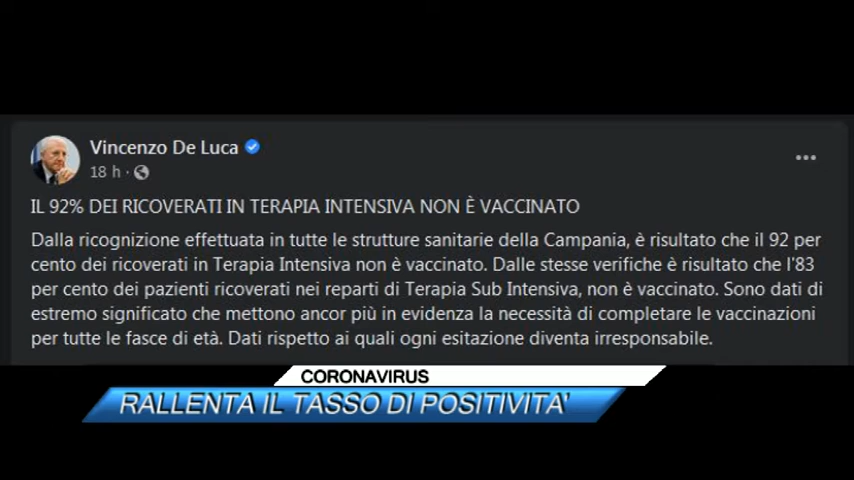 Vincenzo De Luca
18 h ·
IL 92% DEI RICOVERATI IN TERAPIA INTENSIVA NON È VACCINATO
Dalla ricognizione effettuata in tutte le strutture sanitarie della Campania, è risultato che il 92 per
cento dei ricoverati in Terapia Intensiva non è vaccinato. Dalle stesse verifiche è risultato che l'83
per cento dei pazienti ricoverati nei reparti di Terapia Sub Intensiva, non è vaccinato. Sono dati di
estremo significato che mettono ancor più in evidenza la necessità di completare le vaccinazioni
per tutte le fasce di età. Dati rispetto ai quali ogni esitazione diventa irresponsabile.
CORONAVIRUS
RALLENTA IL TASSO DI POSITIVITA'